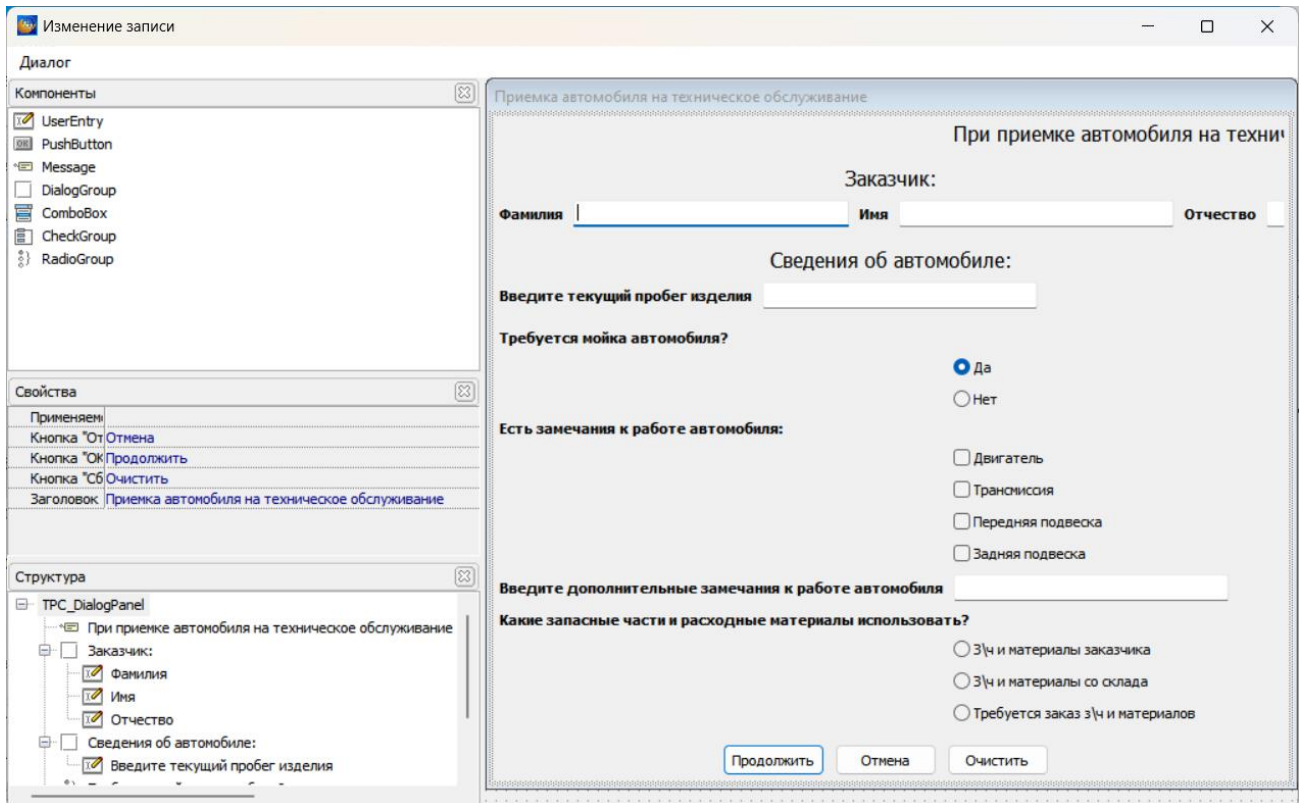 Изменение записи
Диалог
Компоненты
UserEntry
PushButton
Message
DialogGroup
ComboBox
CheckGroup
RadioGroup
Свойства
Применяем
Кнопка "От Отмена
Кнопка "ОК Продолжить
Кнопка "Сб Очистить
Заголовок Приемка автомобиля на техническое обслуживание
Структура
TPC_DialogPanel
При приемке автомобиля на техническое обслуживание
Заказчик:
Фамилия
Имя
Отчество
Сведения об автомобиле:
Введите текущий пробег изделия
Приемка автомобиля на техническое обслуживание
При приемке автомобиля на технич
Заказчик:
Фамилия Имя Отчество
Сведения об автомобиле:
Введите текущий пробег изделия
Требуется мойка автомобиля?
Да
Нет
Есть замечания к работе автомобиля:
Двигатель
Трансмиссия
Передняя подвеска
Задняя подвеска
Введите дополнительные замечания к работе автомобиля
Какие запасные части и расходные материалы использовать?
З\ч и материалы заказчика
З\ч и материалы со склада
Требуется заказ з\ч и материалов
Продолжить Отмена Очистить